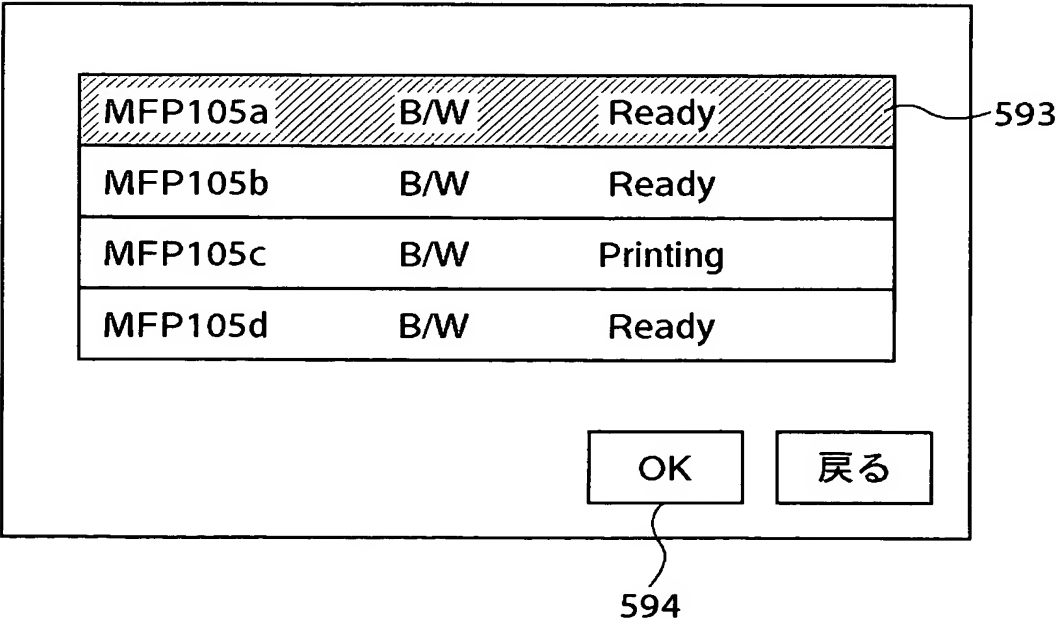 MFP105a B/W Ready
593
MFP105b B/W Ready
MFP105c B/W Printing
MFP105d B/W Ready
OK 戻る
594